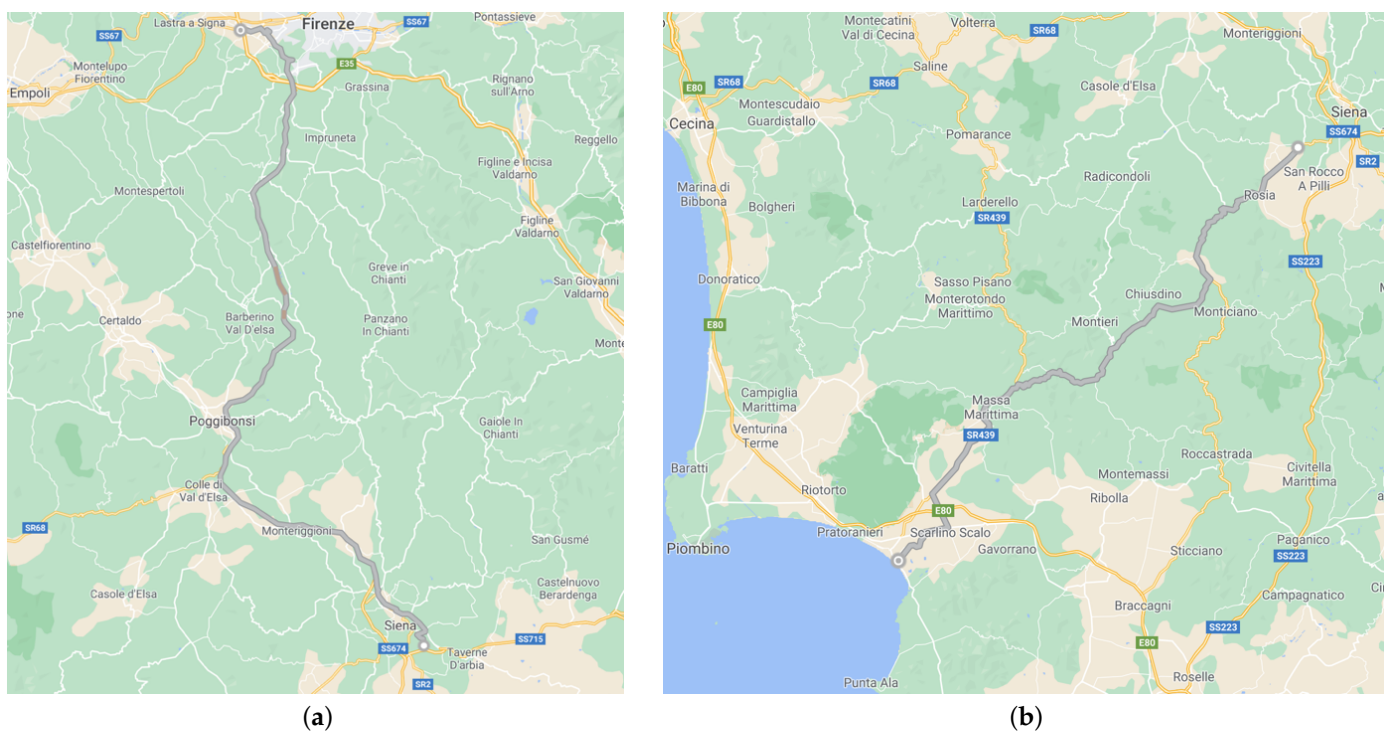 Lastra a Signa
Firenze
SS67
Pontassieve
SS67
Montelupo
Fiorentino
Empoli
E35
Grassina
Rignano
sull'Arno
Impruneta
Reggello
Figline e Incisa
Valdarno
Montespertoli
Figline
Valdarno
Castelfiorentino
Greve in
Chianti
San Giovanni
Valdarno
one
Certaldo
Barberino
Val D'elsa
Panzano
In Chianti
Monte
Poggibonsi
Gaiole In
Chianti
Colle di
Val d'Elsa
SR68
Monteriggioni
San Gusmé
Casole d'Elsa
Castelnuovo
Berardenga
Siena
SS674
SS715
Taverne
D'arbia
SR2
(a)
Montecatini
Val di Cecina
Volterra
SR68
Monteriggioni
Saline
E80
SR68
SR68
Casole d'Elsa
Montescudaio
Guardistallo
Siena
Cecina
SS674
Pomarance
SR2
San Rocco
A Pilli
Marina di
Bibbona
Radicondoli
Rosia
Bolgheri
Larderello
SR439
SS223
Donoratico
Sasso Pisano
Monterotondo
Marittimo
Chiusdino
Monticiano
E80
Montieri
Campiglia
Marittima
Massa
Marittima
Venturina
Terme
SR439
Roccastrada
Baratti
Montemassi
Civitella
Marittima
Riotorto
Ribolla
E80
Piombino
Pratoranieri
Scarlino Scalo
Gavorrano
Sticciano
Paganico
SS223
Ci
Campagnatico
Braccagni
SS223
E80
Roselle
Punta Ala
(b)